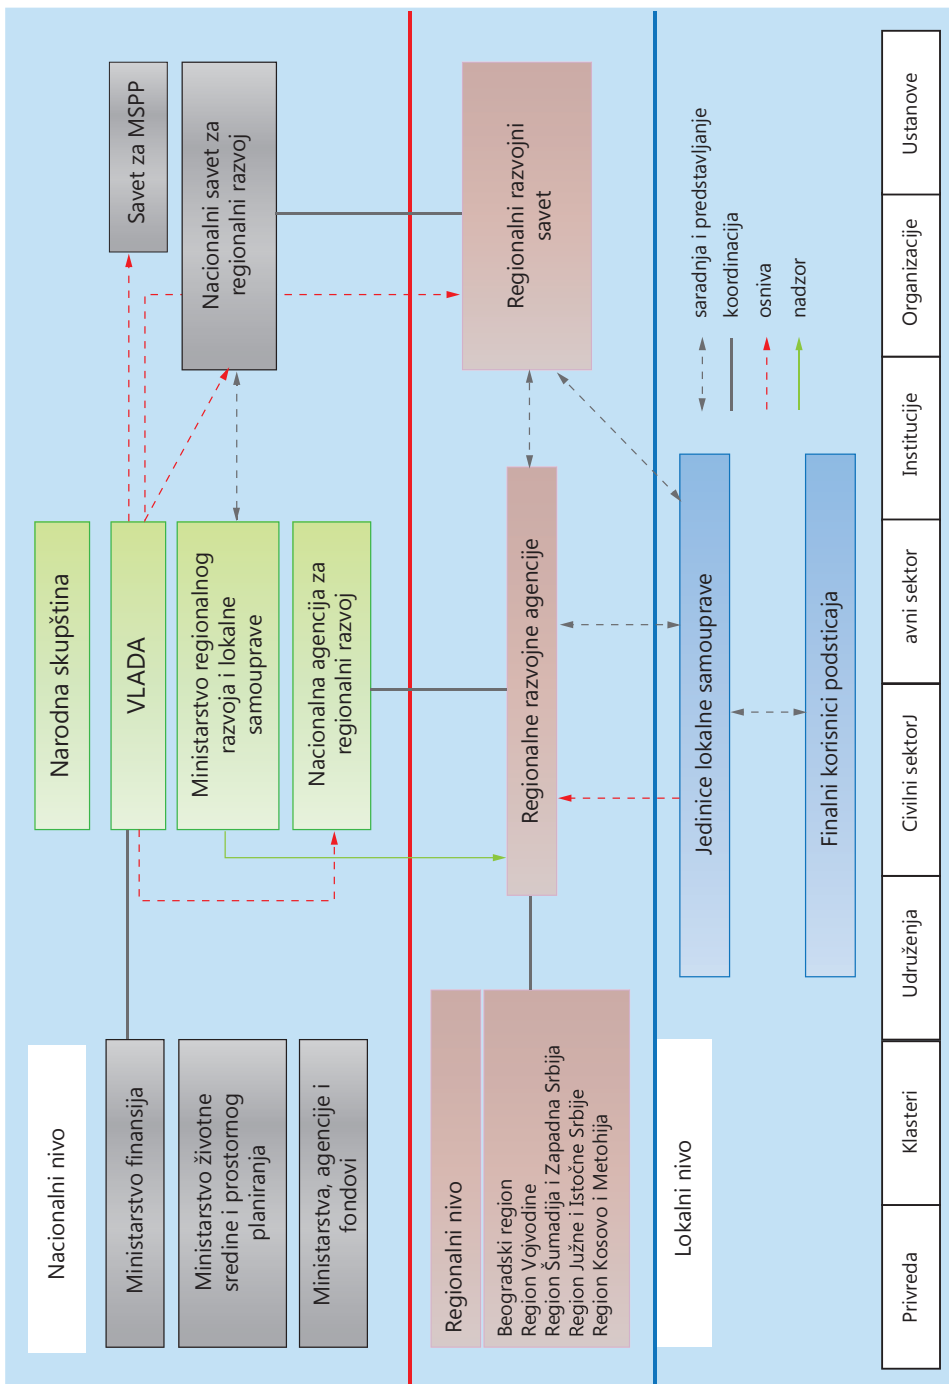 Nacionalni nivo
Ministarstvo finansija
Ministarstvo životne
sredine i prostornog
planiranja
Ministarstva, agencije i
fondovi
Narodna skupština
VLADA
Ministarstvo regionalnog
razvoja i lokalne
samouprave
Nacionalna agencija za
regionalni razvoj
Savet za MSPP
Nacionalni savet za
regionalni razvoj
Regionalni nivo
Beogradski region
Region Vojvodine
Region Šumadija i Zapadna Srbija
Region Južne i Istočne Srbije
Region Kosovo i Metohija
Regionalne razvojne agencije
Regionalni razvojni
savet
Lokalni nivo
Jedinice lokalne samouprave
Finalni korisnici podsticaja
saradnja i predstavljanje
koordinacija
osniva
nadzor
Privreda
Klasteri
Udruženja
Civilni sektorJ
avni sektor
Institucije
Organizacije
Ustanove